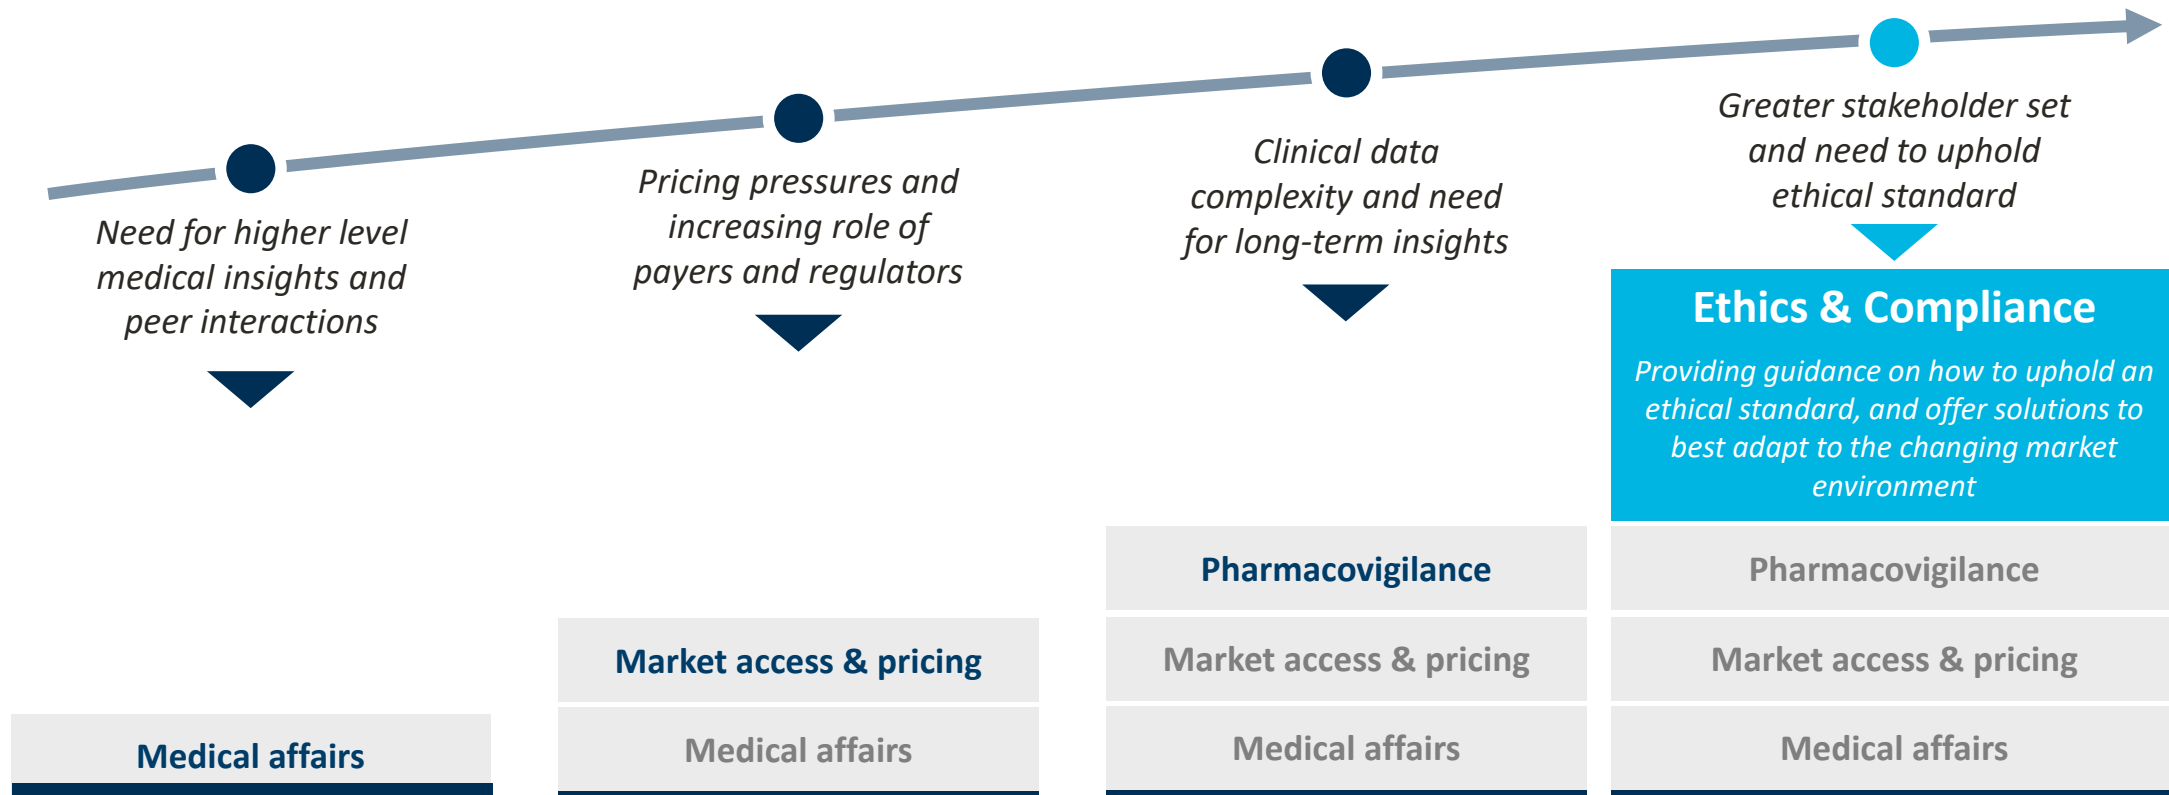 Need for higher level
medical insights and
peer interactions
Medical affairs
Pricing pressures and
increasing role of
payers and regulators
Market access & pricing
Medical affairs
Clinical data
complexity and need
for long-term insights
Pharmacovigilance
Market access & pricing
Medical affairs
Greater stakeholder set
and need to uphold
ethical standard
Ethics & Compliance
Providing guidance on how to uphold an
ethical standard, and offer solutions to
best adapt to the changing market
environment
Pharmacovigilance
Market access & pricing
Medical affairs